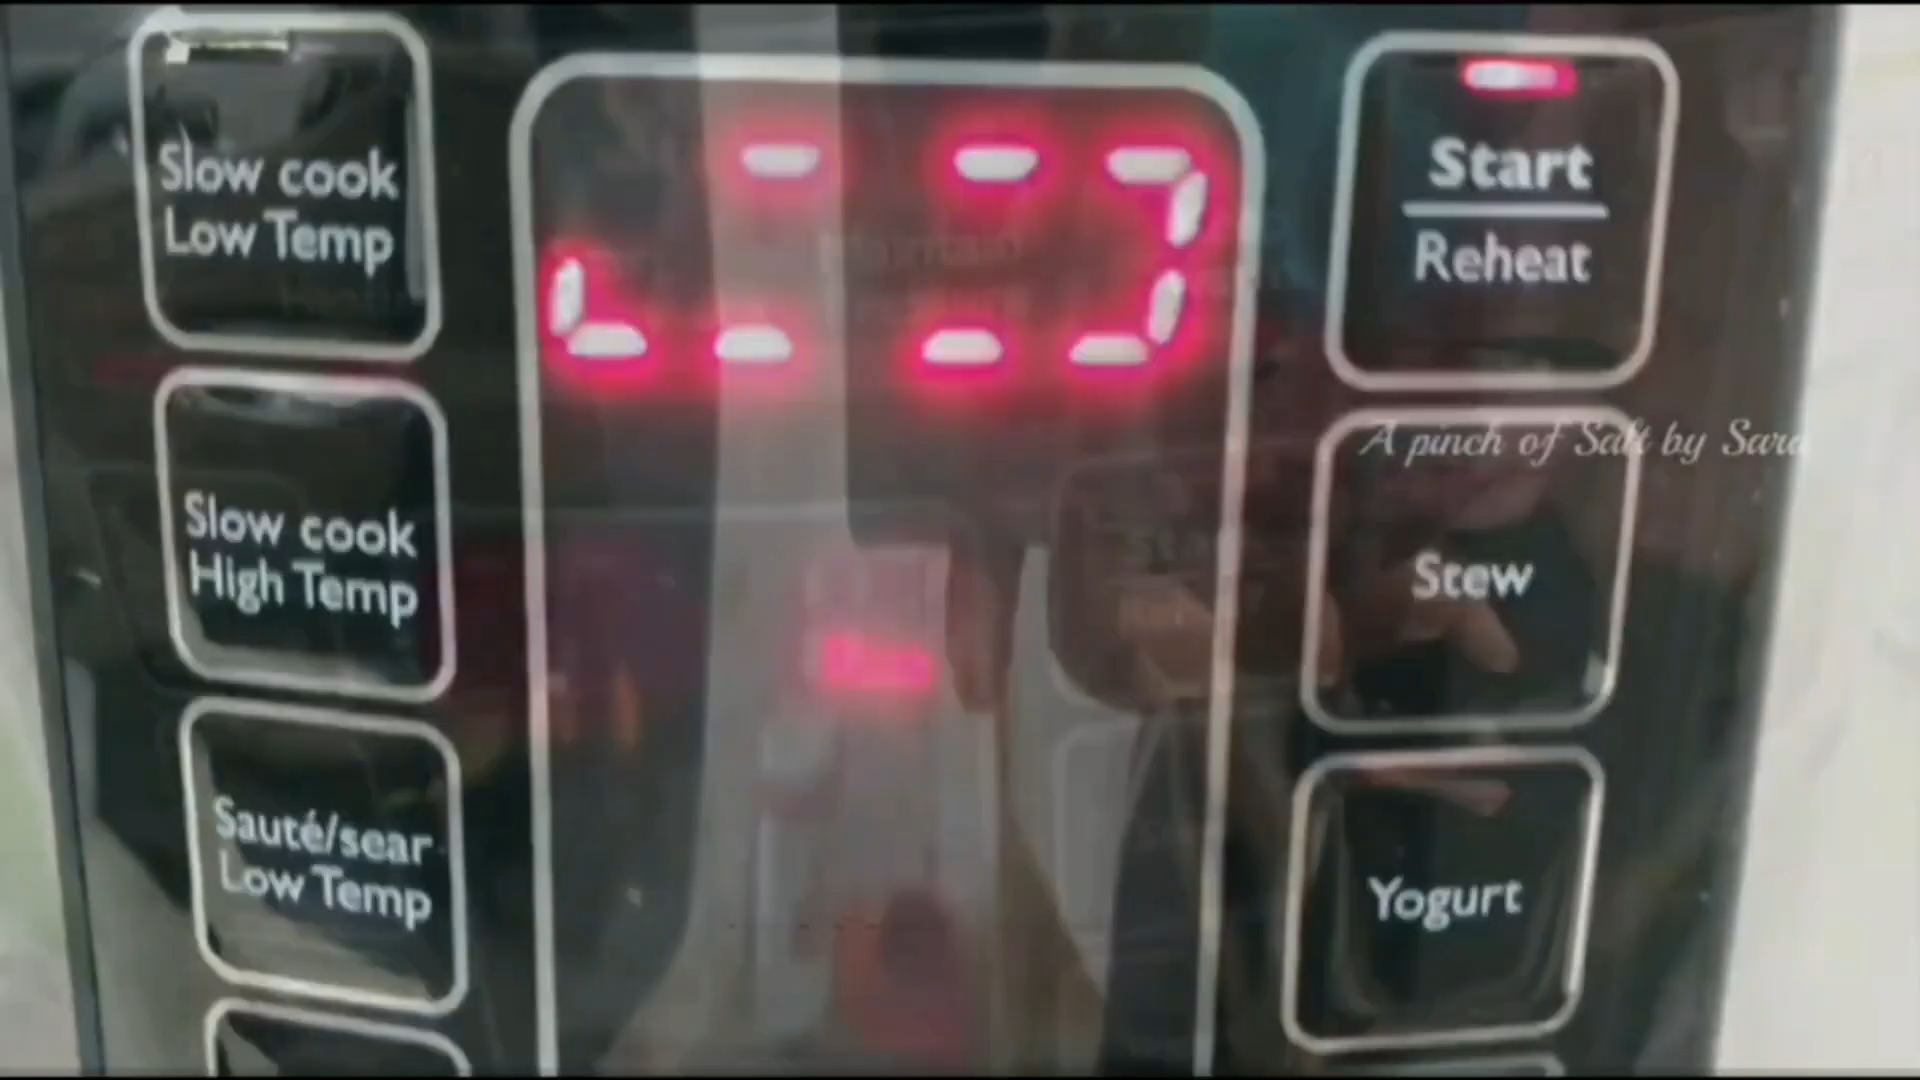 Slow cook
Low Temp
Start
Reheat
A pinch of Salt by Sara
Slow cook
High Temp
Stew
Sauté/sear
Low Temp
Yogurt